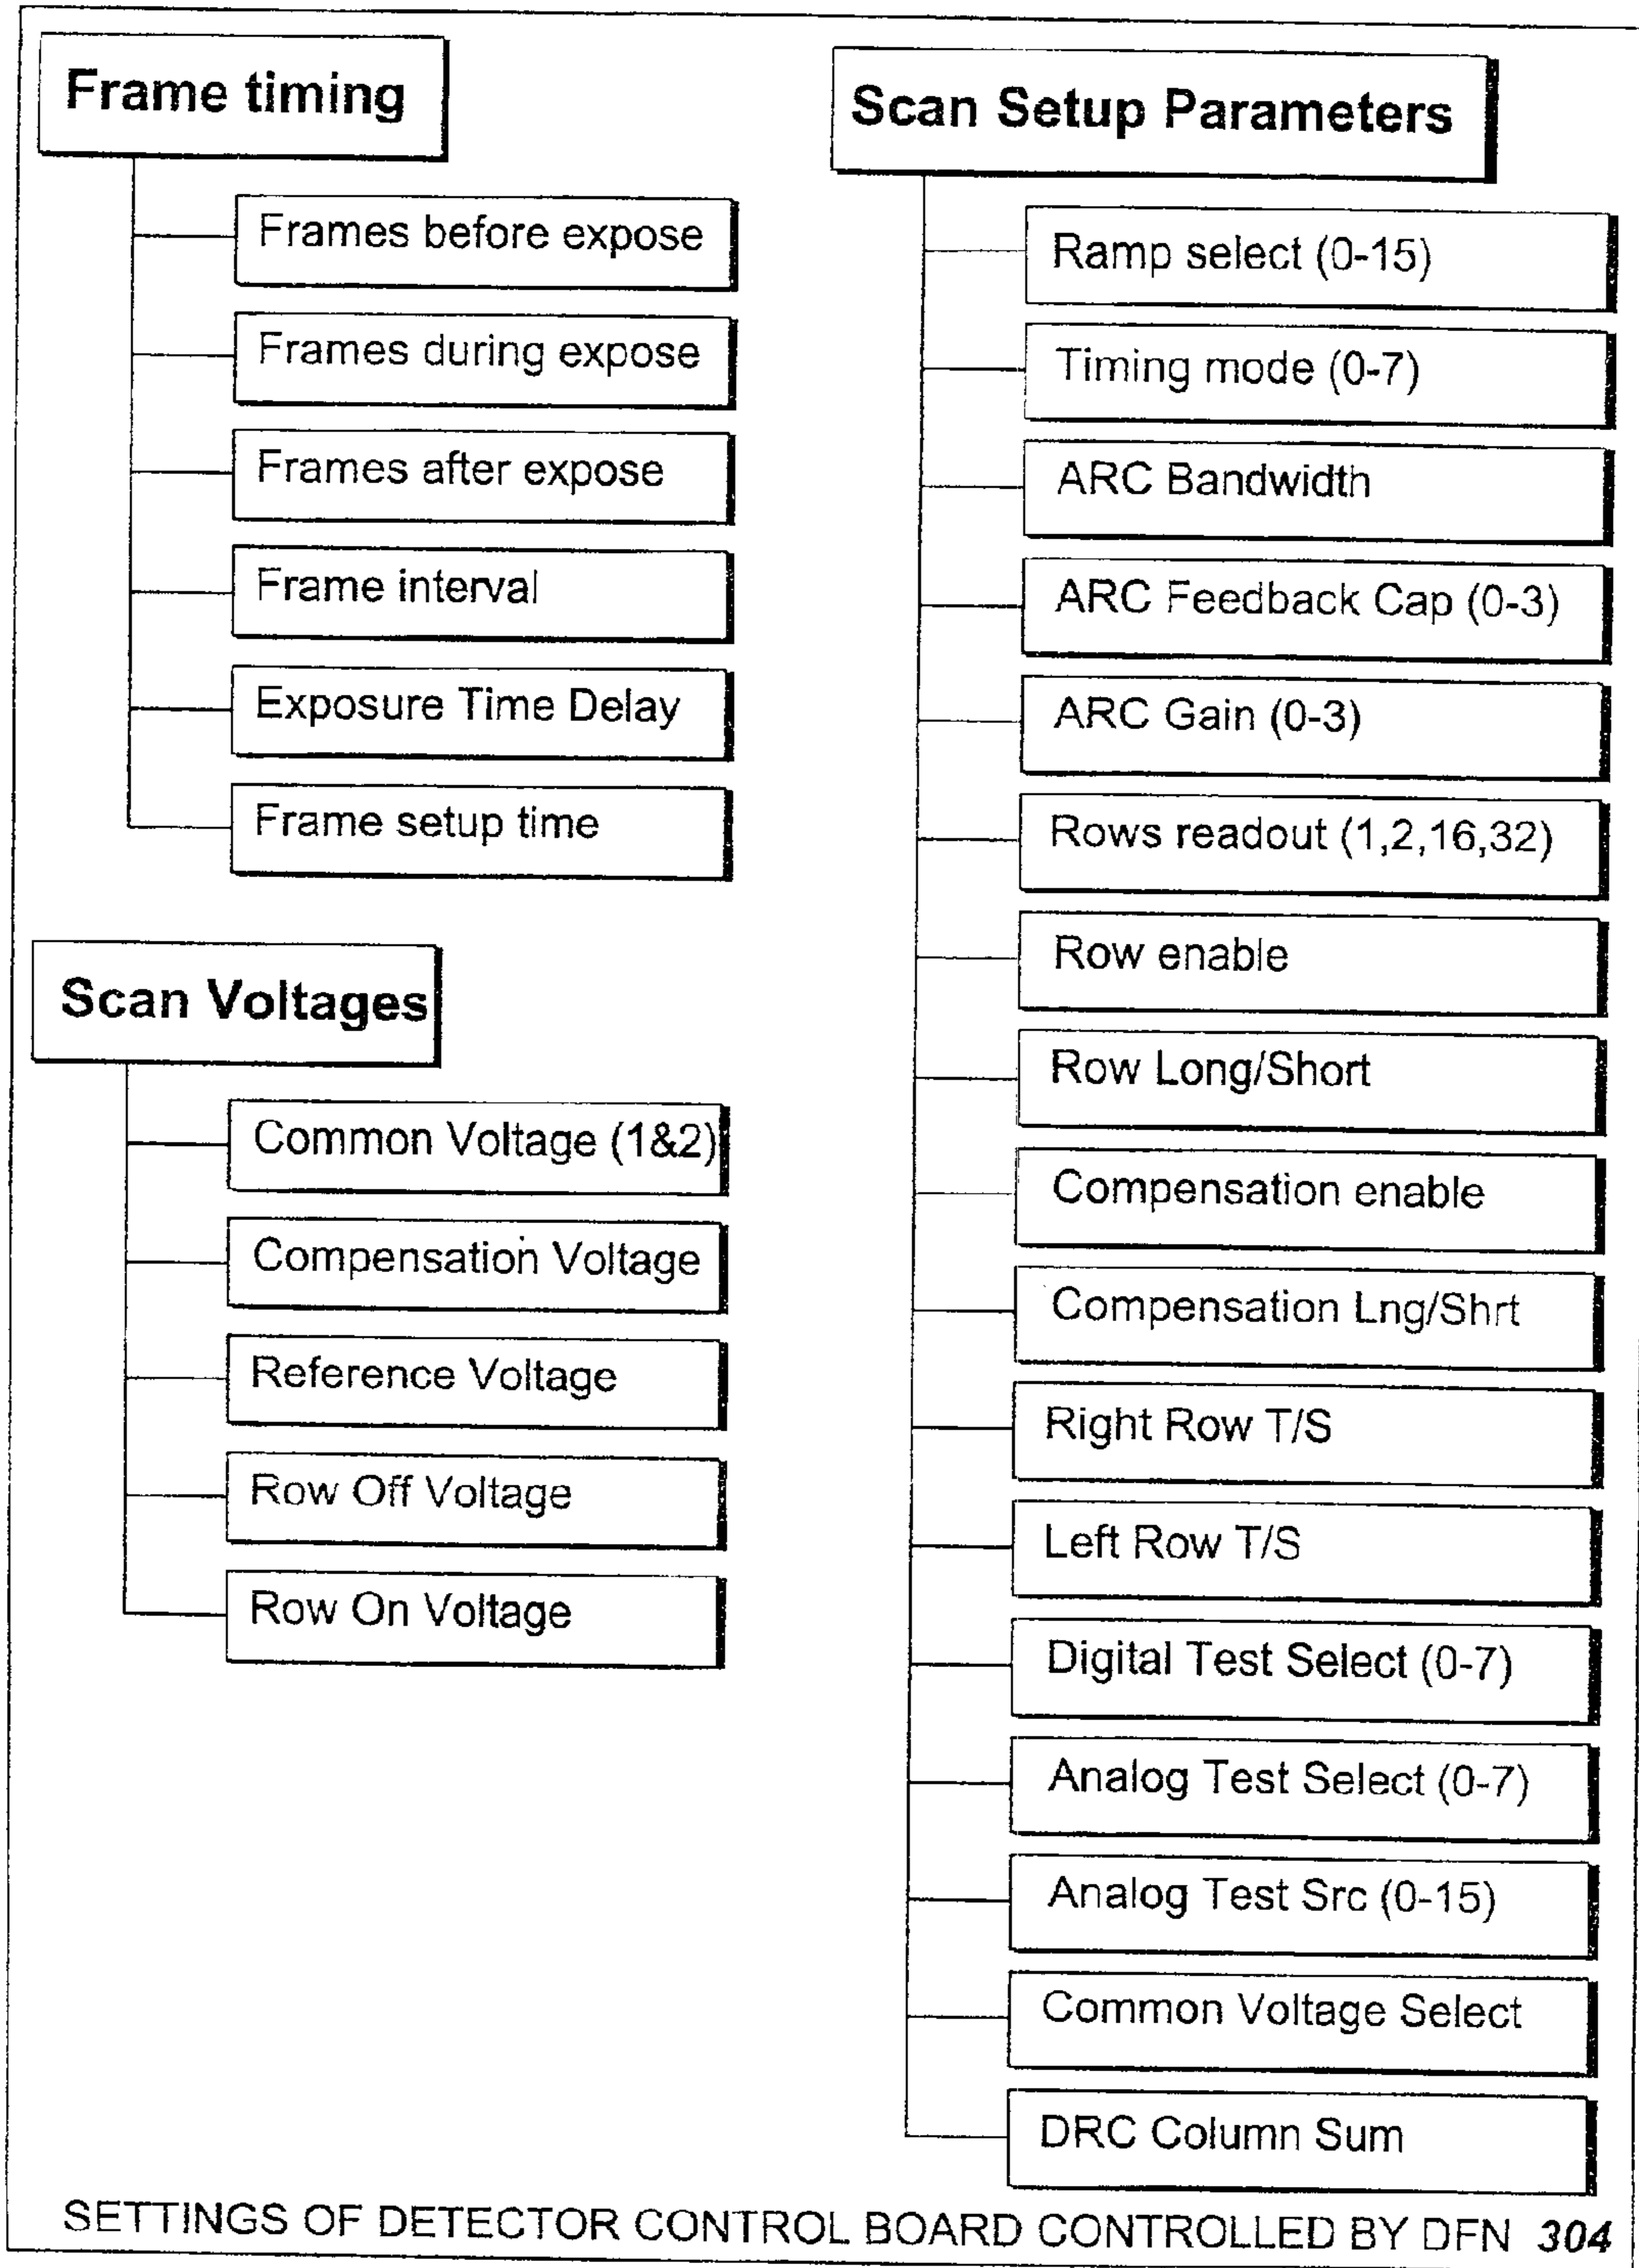 Frame timing
Frames before expose
Frames during expose
Frames after expose
Frame interval
Exposure Time Delay
Frame setup time
Scan Voltages
Common Voltage (1&2)
Compensation Voltage
Reference Voltage
Row Off Voltage
Row On Voltage
Scan Setup Parameters
Ramp select (0-15)
Timing mode (0-7)
ARC Bandwidth
ARC Feedback Cap (0-3)
ARC Gain (0-3)
Rows readout (1,2,16,32)
Row enable
Row Long/Short
Compensation enable
Compensation Lng/Shrt
Right Row T/S
Left Row T/S
Digital Test Select (0-7)
Analog Test Select (0-7)
Analog Test Src (0-15)
Common Voltage Select
DRC Column Sum
SETTINGS OF DETECTOR CONTROL BOARD CONTROLLED BY DFN 304